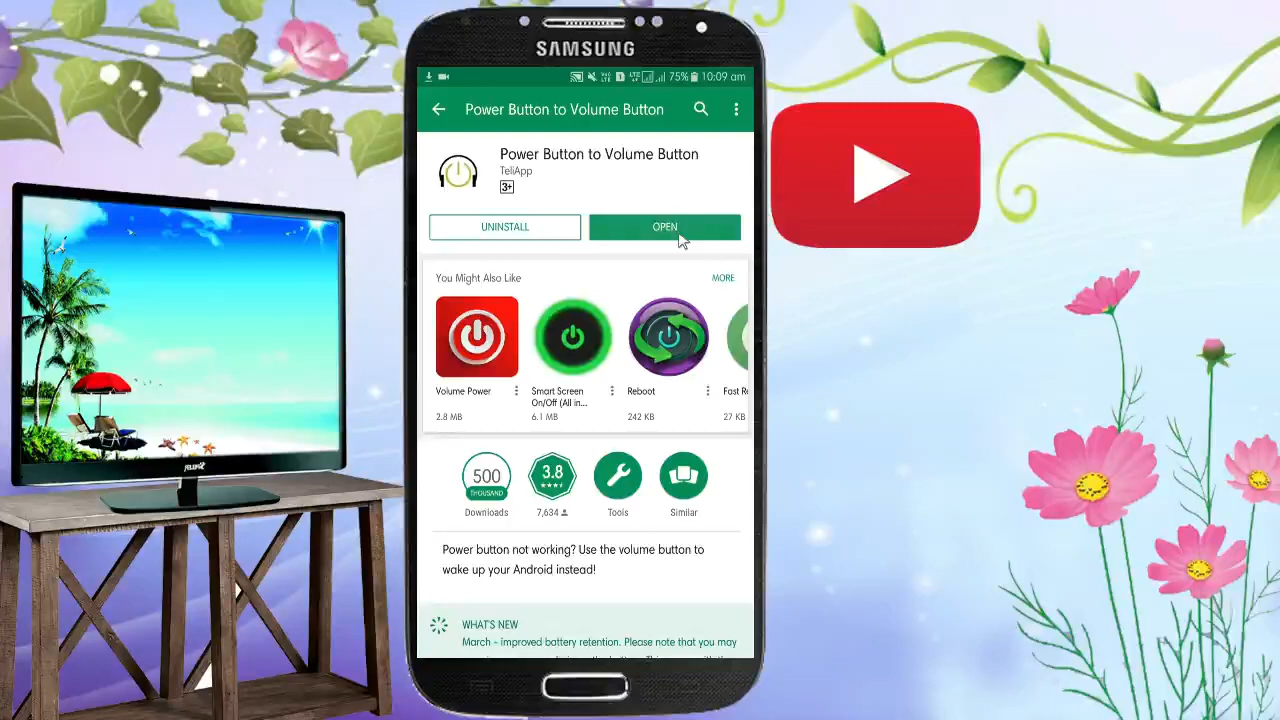 SAMSUNG
75% 10:09 am
Power Button to Volume Button
Power Button to Volume Button
TeliApp
3+
UNINSTALL
OPEN
You Might Also Like
MORE
Volume Power
2.8 MB
Smart Screen
On/Off (All in...
6.1 MB
Reboot
242 KB
Fast Re
27 KB
500
THOUSAND
Downloads
3.8
7,634
Tools
Similar
Power button not working? Use the volume button to
wake up your Android instead!
WHAT'S NEW
March - improved battery retention. Please note that you may